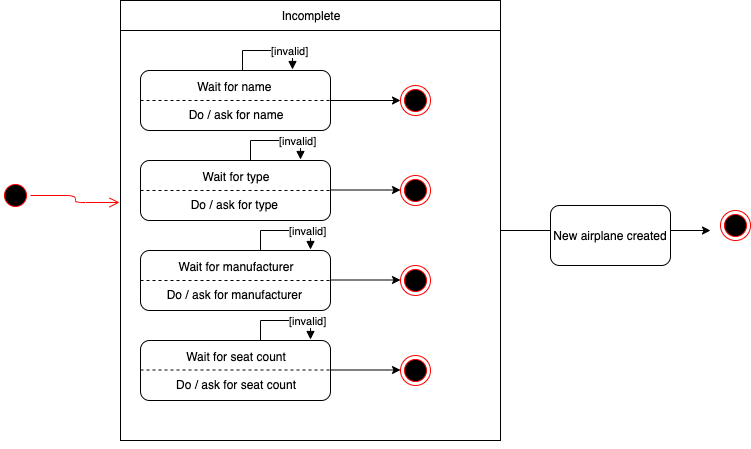 Incomplete
[invalid]
Wait for name
Do / ask for name
[invalid]
Wait for type
Do / ask for type
[invalid]
Wait for manufacturer
Do / ask for manufacturer
[invalid]
Wait for seat count
Do / ask for seat count
New airplane created